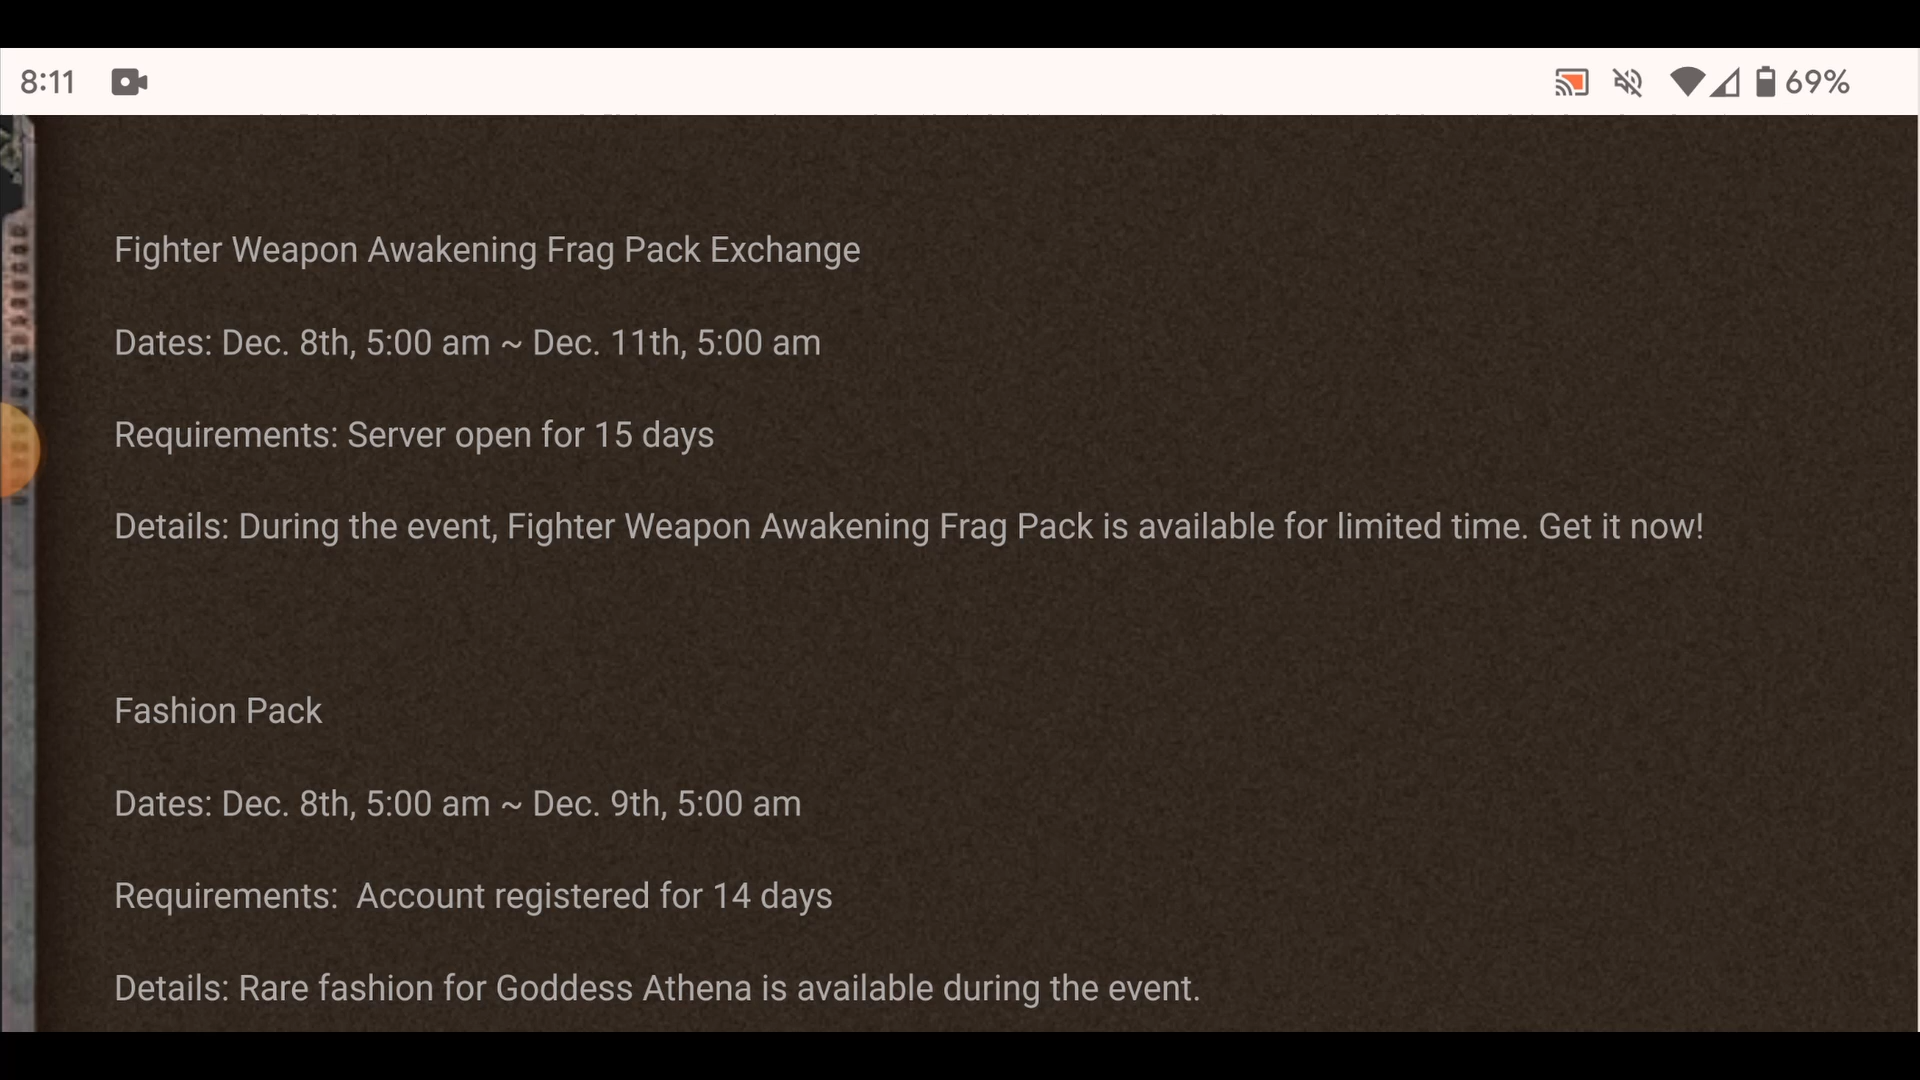 8:11
69%
Fighter Weapon Awakening Frag Pack Exchange
Dates: Dec. 8th, 5:00 am ~ Dec. 11th, 5:00 am
Requirements: Server open for 15 days
Details: During the event, Fighter Weapon Awakening Frag Pack is available for limited time. Get it now!
Fashion Pack
Dates: Dec. 8th, 5:00 am ~ Dec. 9th, 5:00 am
Requirements:  Account registered for 14 days
Details: Rare fashion for Goddess Athena is available during the event.